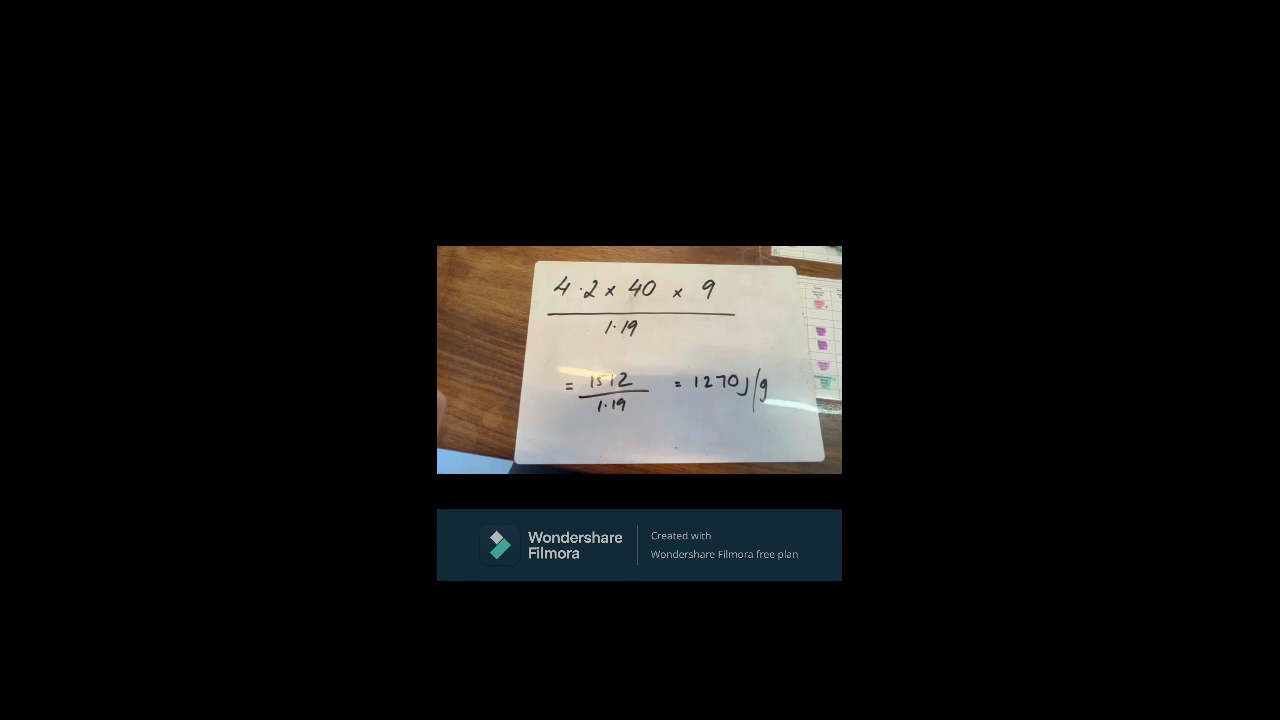 4.2 x 40 x 9
1.19
= 1512 = 1270 J/g
1.19
Wondershare
Filmora
Created with
Wondershare Filmora free plan